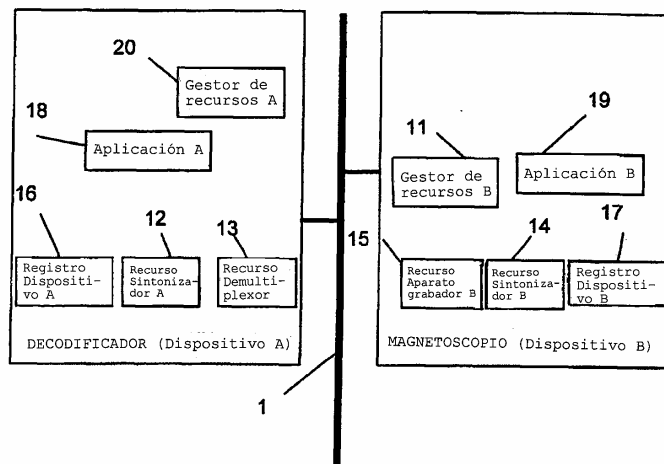 20
Gestor de
recursos A
18
Aplicación A
16
12
13
Registro
Dispositi-
vo A
Recurso
Sintoniza-
dor A
Recurso
Demulti-
plexor
DECODIFICADOR (Dispositivo A)
1
11
19
Gestor de
recursos B
Aplicación B
15
14
17
Recurso
Aparato
grabador B
Recurso
Sintoniza-
dor B
Registro
Dispositi-
vo B
MAGNETOSCOPIO (Dispositivo B)